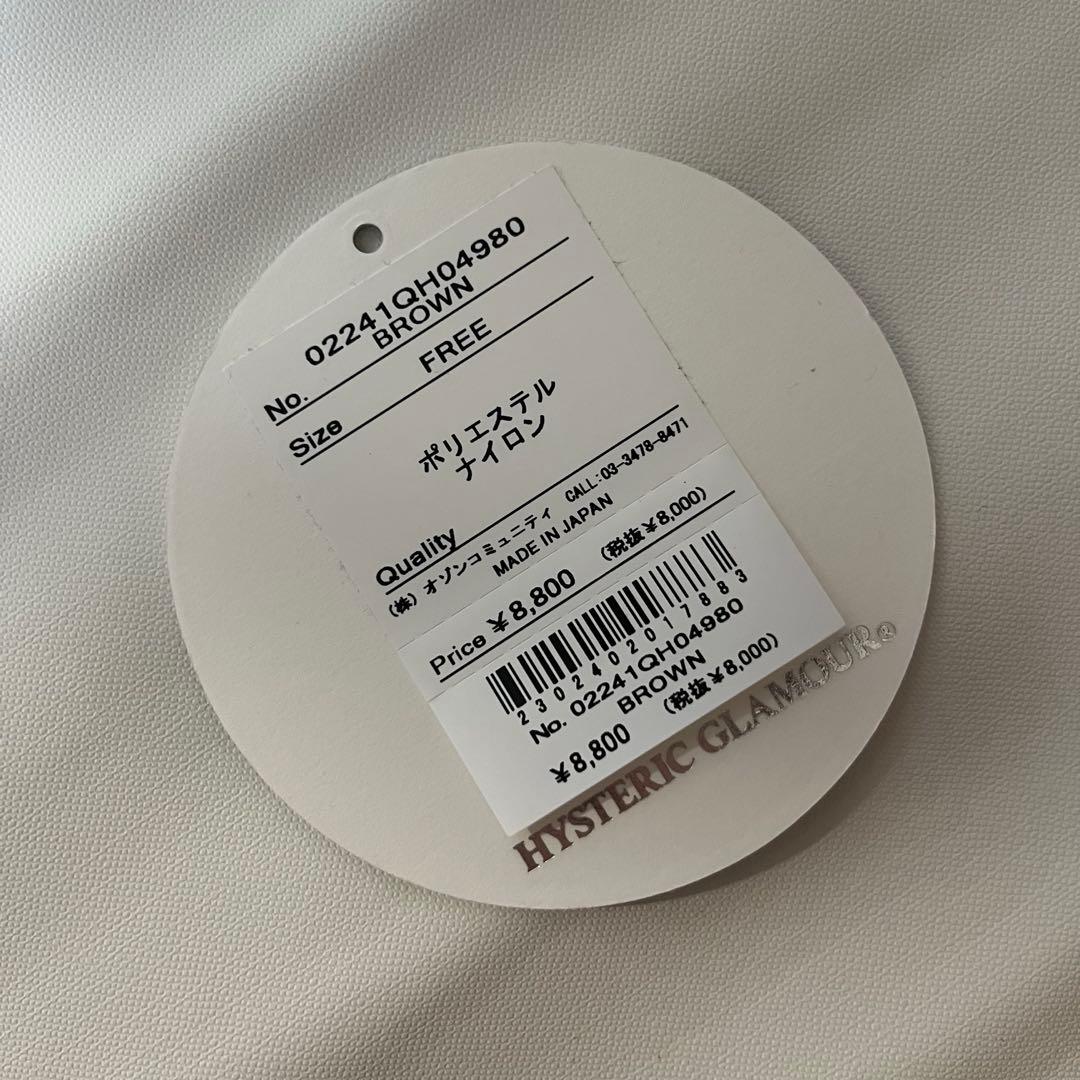 No. 02241QH04980
BROWN
Size FREE
ポリエステル
ナイロン
Quality
(株) オゾンコミュニティ CALL:03-3478-8471
MADE IN JAPAN
Price ¥8,800 (税抜¥8,000)
2302402017883
No. 02241QH04980
BROWN
¥8,800 (税抜¥8,000)
HYSTERIC GLAMOUR®